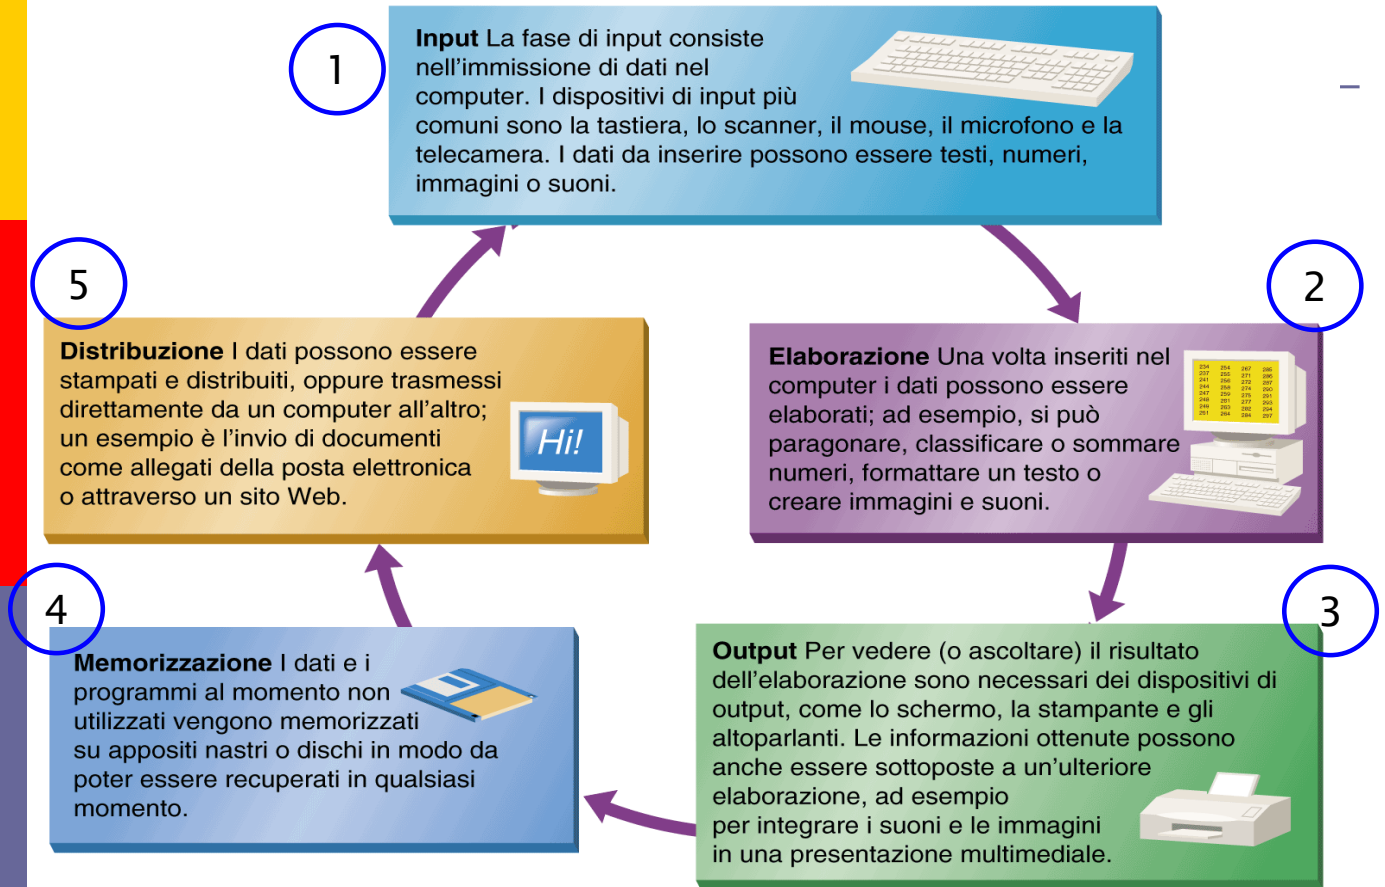 1
Input La fase di input consiste
nell'immissione di dati nel
computer. I dispositivi di input più
comuni sono la tastiera, lo scanner, il mouse, il microfono e la
telecamera. I dati da inserire possono essere testi, numeri,
immagini o suoni.
2
Elaborazione Una volta inseriti nel
computer i dati possono essere
elaborati; ad esempio, si può
paragonare, classificare o sommare
numeri, formattare un testo o
creare immagini e suoni.
3
Output Per vedere (o ascoltare) il risultato
dell'elaborazione sono necessari dei dispositivi di
output, come lo schermo, la stampante e gli
altoparlanti. Le informazioni ottenute possono
anche essere sottoposte a un'ulteriore
elaborazione, ad esempio
per integrare i suoni e le immagini
in una presentazione multimediale.
4
Memorizzazione I dati e i
programmi al momento non
utilizzati vengono memorizzati
su appositi nastri o dischi in modo da
poter essere recuperati in qualsiasi
momento.
5
Distribuzione I dati possono essere
stampati e distribuiti, oppure trasmessi
direttamente da un computer all'altro;
un esempio è l'invio di documenti
come allegati della posta elettronica
o attraverso un sito Web.
Hi!